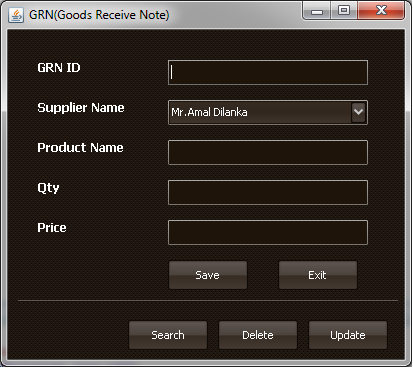 GRN(Goods Receive Note)
GRN ID
Supplier Name
Mr.Amal Dilanka
Product Name
Qty
Price
Save
Exit
Search
Delete
Update